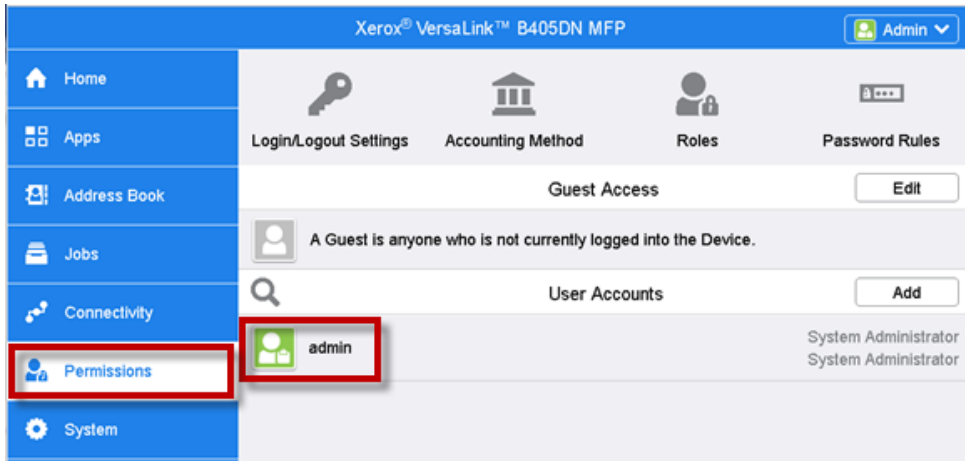 Xerox® VersaLink™ B405DN MFP
Admin
Home
Apps
Address Book
Jobs
Connectivity
Permissions
System
Login/Logout Settings
Accounting Method
Roles
Password Rules
Guest Access
Edit
A Guest is anyone who is not currently logged into the Device.
User Accounts
Add
admin
System Administrator
System Administrator